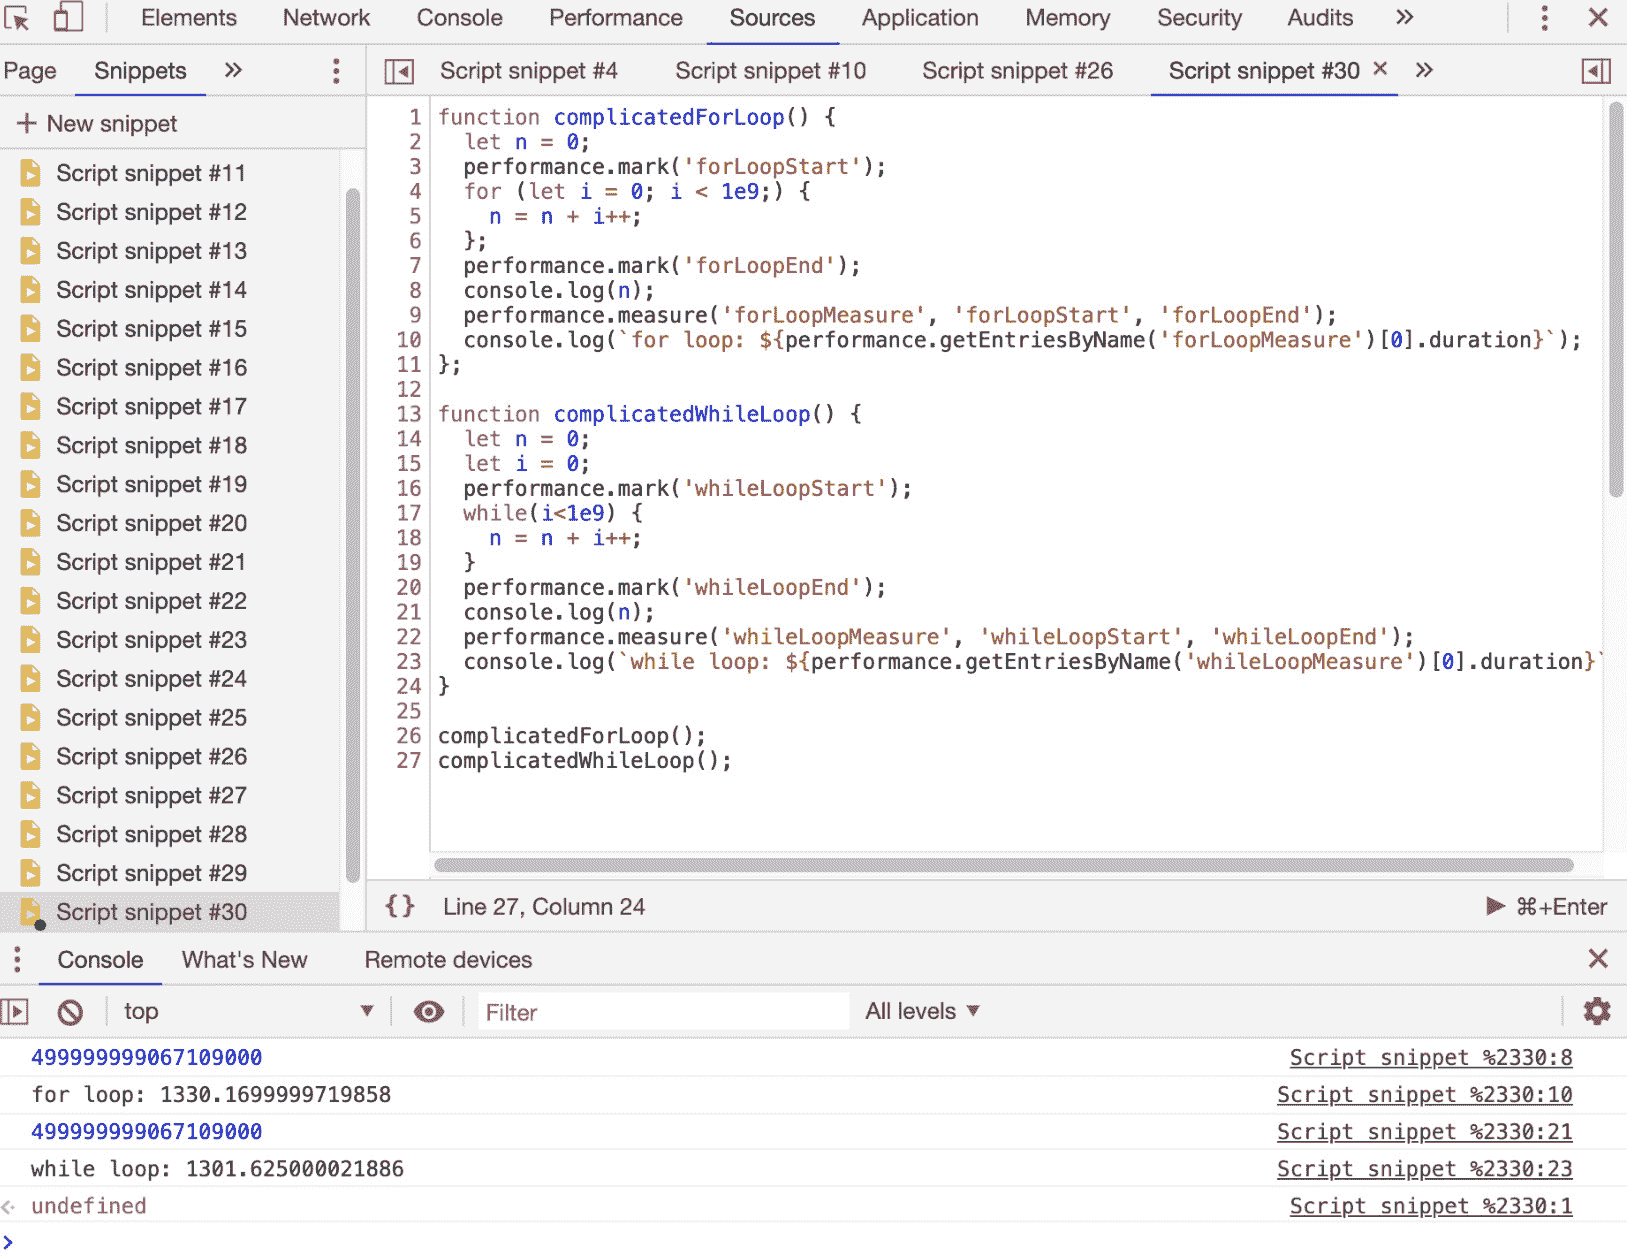 Elements Network Console Performance Sources Application Memory Security Audits »
Page Snippets » Script snippet #4 Script snippet #10 Script snippet #26 Script snippet #30 × »
+ New snippet
Script snippet #11
Script snippet #12
Script snippet #13
Script snippet #14
Script snippet #15
Script snippet #16
Script snippet #17
Script snippet #18
Script snippet #19
Script snippet #20
Script snippet #21
Script snippet #22
Script snippet #23
Script snippet #24
Script snippet #25
Script snippet #26
Script snippet #27
Script snippet #28
Script snippet #29
Script snippet #30
1 function complicatedForLoop() {
2   let n = 0;
3   performance.mark('forLoopStart');
4   for (let i = 0; i < 1e9;) {
5     n = n + i++;
6   };
7   performance.mark('forLoopEnd');
8   console.log(n);
9   performance.measure('forLoopMeasure', 'forLoopStart', 'forLoopEnd');
10   console.log(`for loop: ${performance.getEntriesByName('forLoopMeasure')[0].duration}`);
11 };
12
13 function complicatedWhileLoop() {
14   let n = 0;
15   let i = 0;
16   performance.mark('whileLoopStart');
17   while(i<1e9) {
18     n = n + i++;
19   }
20   performance.mark('whileLoopEnd');
21   console.log(n);
22   performance.measure('whileLoopMeasure', 'whileLoopStart', 'whileLoopEnd');
23   console.log(`while loop: ${performance.getEntriesByName('whileLoopMeasure')[0].duration}`
24 }
25
26 complicatedForLoop();
27 complicatedWhileLoop();
{} Line 27, Column 24 ▶ ⌘+Enter
Console What's New Remote devices
top ▼ Filter All levels ▼
499999999067109000 Script snippet %2330:8
for loop: 1330.1699999719858 Script snippet %2330:10
499999999067109000 Script snippet %2330:21
while loop: 1301.625000021886 Script snippet %2330:23
undefined Script snippet %2330:1
>